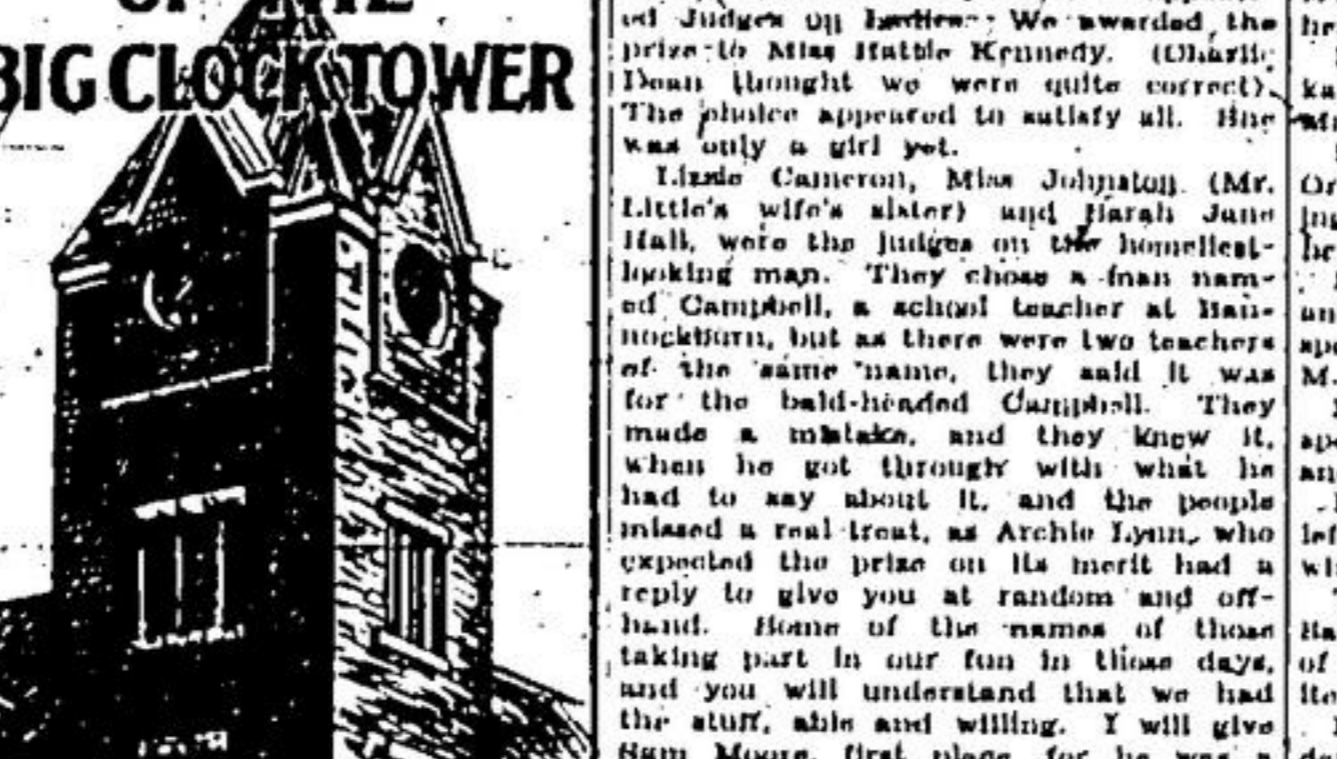 OF THE
BIG CLOCK TOWER
ed Judges on ladies. We awarded the
prize to Miss Hattie Kennedy. (Charlie
Dean thought we were quite correct).
The choice appeared to satisfy all. She
was only a girl yet.
Lizzie Cameron, Miss Johnston (Mr.
Little's wife's sister) and Sarah Jane
Hall, were the judges on the homeliest-
looking man. They chose a man nam-
ed Campbell, a school teacher at Ban-
nockburn, but as there were two teachers
of the same name, they said it was
for the bald-headed Campbell. They
made a mistake, and they knew it,
when he got through with what he
had to say about it, and the people
missed a real treat, as Archie Lynn, who
expected the prize on its merit had a
reply to give you at random and off-
hand. Some of the names of those
taking part in our fun in those days,
and you will understand that we had
the stuff, able and willing. I will give
Sam Moore, first place, for he was a